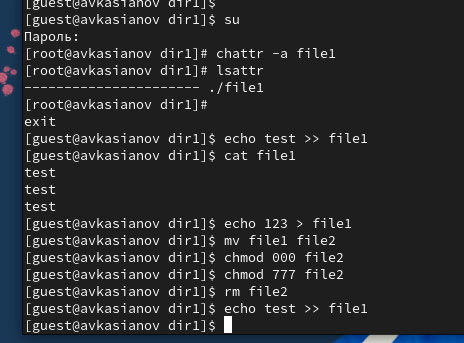 [guest@avkasianov dir1]$
[guest@avkasianov dir1]$ su
Пароль:
[root@avkasianov dir1]# chattr -a file1
[root@avkasianov dir1]# lsattr
---------------------- ./file1
[root@avkasianov dir1]#
exit
[guest@avkasianov dir1]$ echo test >> file1
[guest@avkasianov dir1]$ cat file1
test
test
test
[guest@avkasianov dir1]$ echo 123 > file1
[guest@avkasianov dir1]$ mv file1 file2
[guest@avkasianov dir1]$ chmod 000 file2
[guest@avkasianov dir1]$ chmod 777 file2
[guest@avkasianov dir1]$ rm file2
[guest@avkasianov dir1]$ echo test >> file1
[guest@avkasianov dir1]$